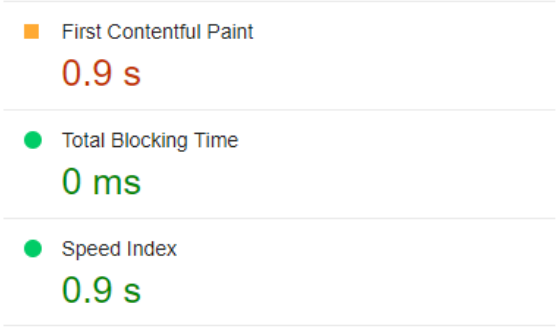 First Contentful Paint
0.9 s
Total Blocking Time
0 ms
Speed Index
0.9 s